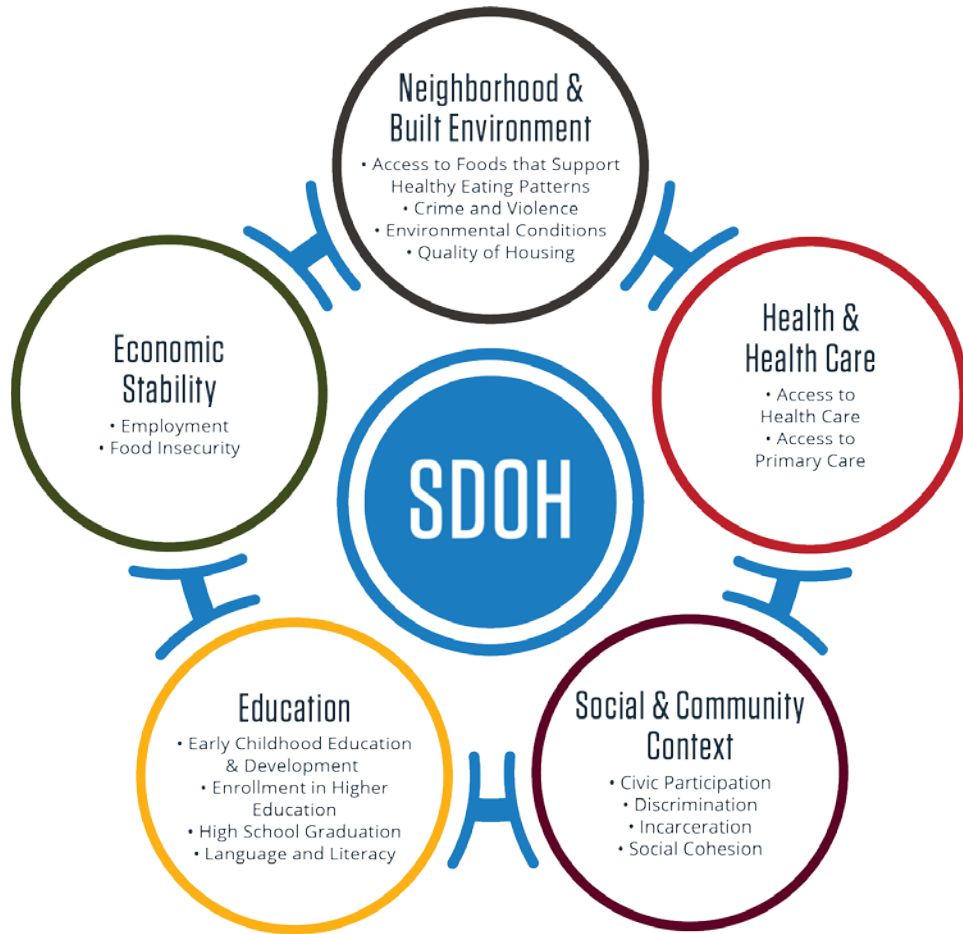 Neighborhood &
Built Environment
• Access to Foods that Support
Healthy Eating Patterns
• Crime and Violence
• Environmental Conditions
• Quality of Housing
Economic
Stability
• Employment
• Food Insecurity
Health &
Health Care
• Access to
Health Care
• Access to
Primary Care
SDOH
Education
• Early Childhood Education
& Development
• Enrollment in Higher
Education
• High School Graduation
• Language and Literacy
Social & Community
Context
• Civic Participation
• Discrimination
• Incarceration
• Social Cohesion